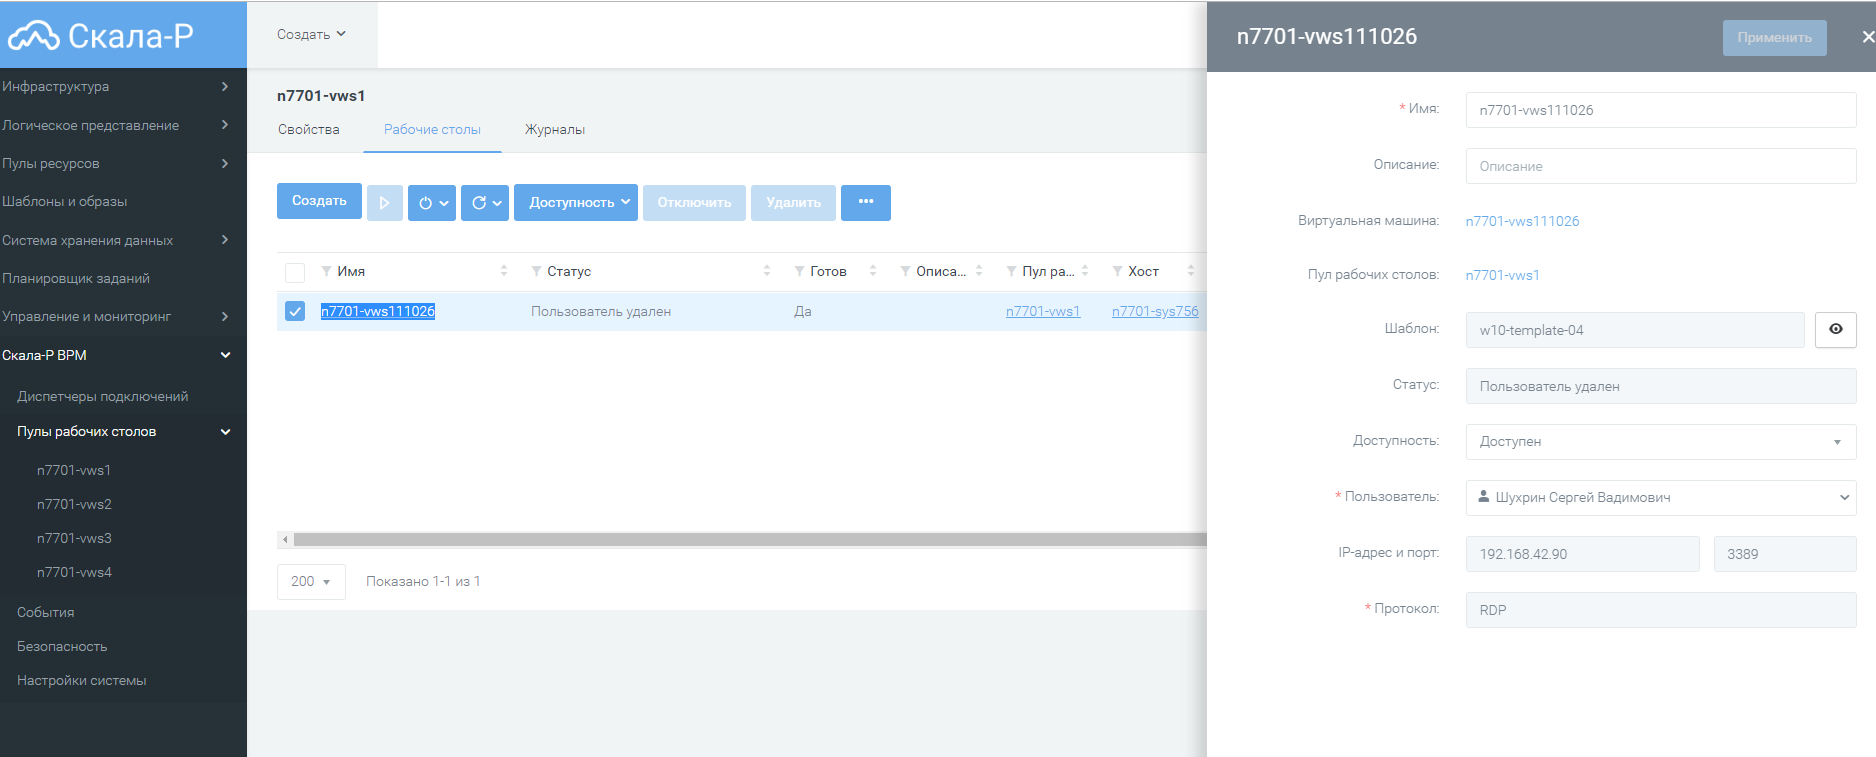 Скала-Р
Инфраструктура
Логическое представление
Пулы ресурсов
Шаблоны и образы
Система хранения данных
Планировщик заданий
Управление и мониторинг
Скала-Р ВРМ
Диспетчеры подключений
Пулы рабочих столов
n7701-vws1
n7701-vws2
n7701-vws3
n7701-vws4
События
Безопасность
Настройки системы
Создать
n7701-vws1
Свойства Рабочие столы Журналы
Создать Доступность Отключить Удалить •••
Имя Статус Готов Описа... Пул ра... Хост
n7701-vws111026 Пользователь удален Да n7701-vws1 n7701-sys756
200 Показано 1-1 из 1
n7701-vws111026 Применить
* Имя: n7701-vws111026
Описание: Описание
Виртуальная машина: n7701-vws111026
Пул рабочих столов: n7701-vws1
Шаблон: w10-template-04
Статус: Пользователь удален
Доступность: Доступен
* Пользователь: Шухрин Сергей Вадимович
IP-адрес и порт: 192.168.42.90 3389
* Протокол: RDP